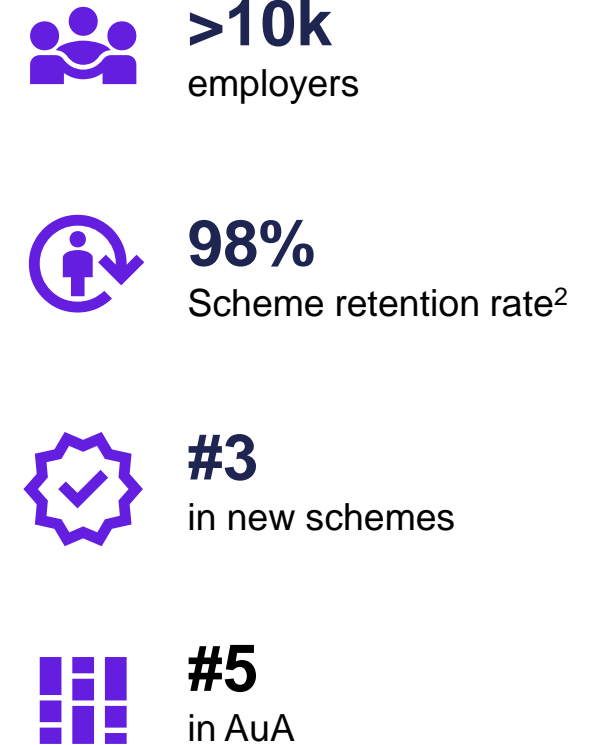 >10k
employers
98%
Scheme retention rate²
#3
in new schemes
#5
in AuA